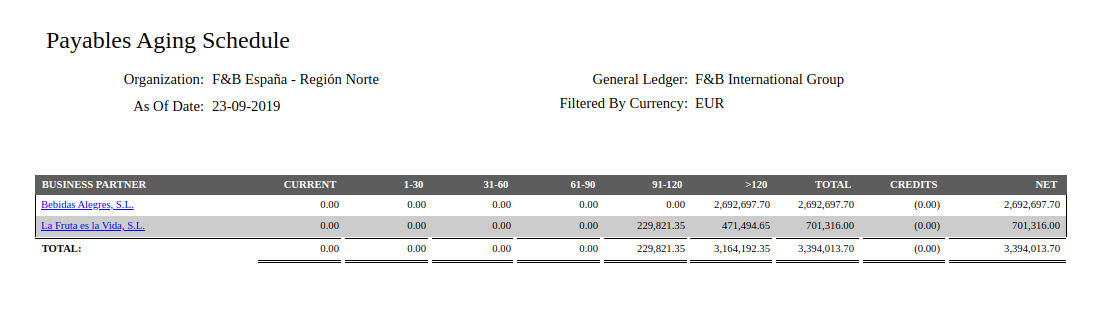 Payables Aging Schedule
Organization: F&B España - Región Norte General Ledger: F&B International Group
As Of Date: 23-09-2019 Filtered By Currency: EUR
BUSINESS PARTNER CURRENT 1-30 31-60 61-90 91-120 >120 TOTAL CREDITS NET
Bebidas Alegres, S.L. 0.00 0.00 0.00 0.00 0.00 2,692,697.70 2,692,697.70 (0.00) 2,692,697.70
La Fruta es la Vida, S.L. 0.00 0.00 0.00 0.00 229,821.35 471,494.65 701,316.00 (0.00) 701,316.00
TOTAL: 0.00 0.00 0.00 0.00 229,821.35 3,164,192.35 3,394,013.70 (0.00) 3,394,013.70